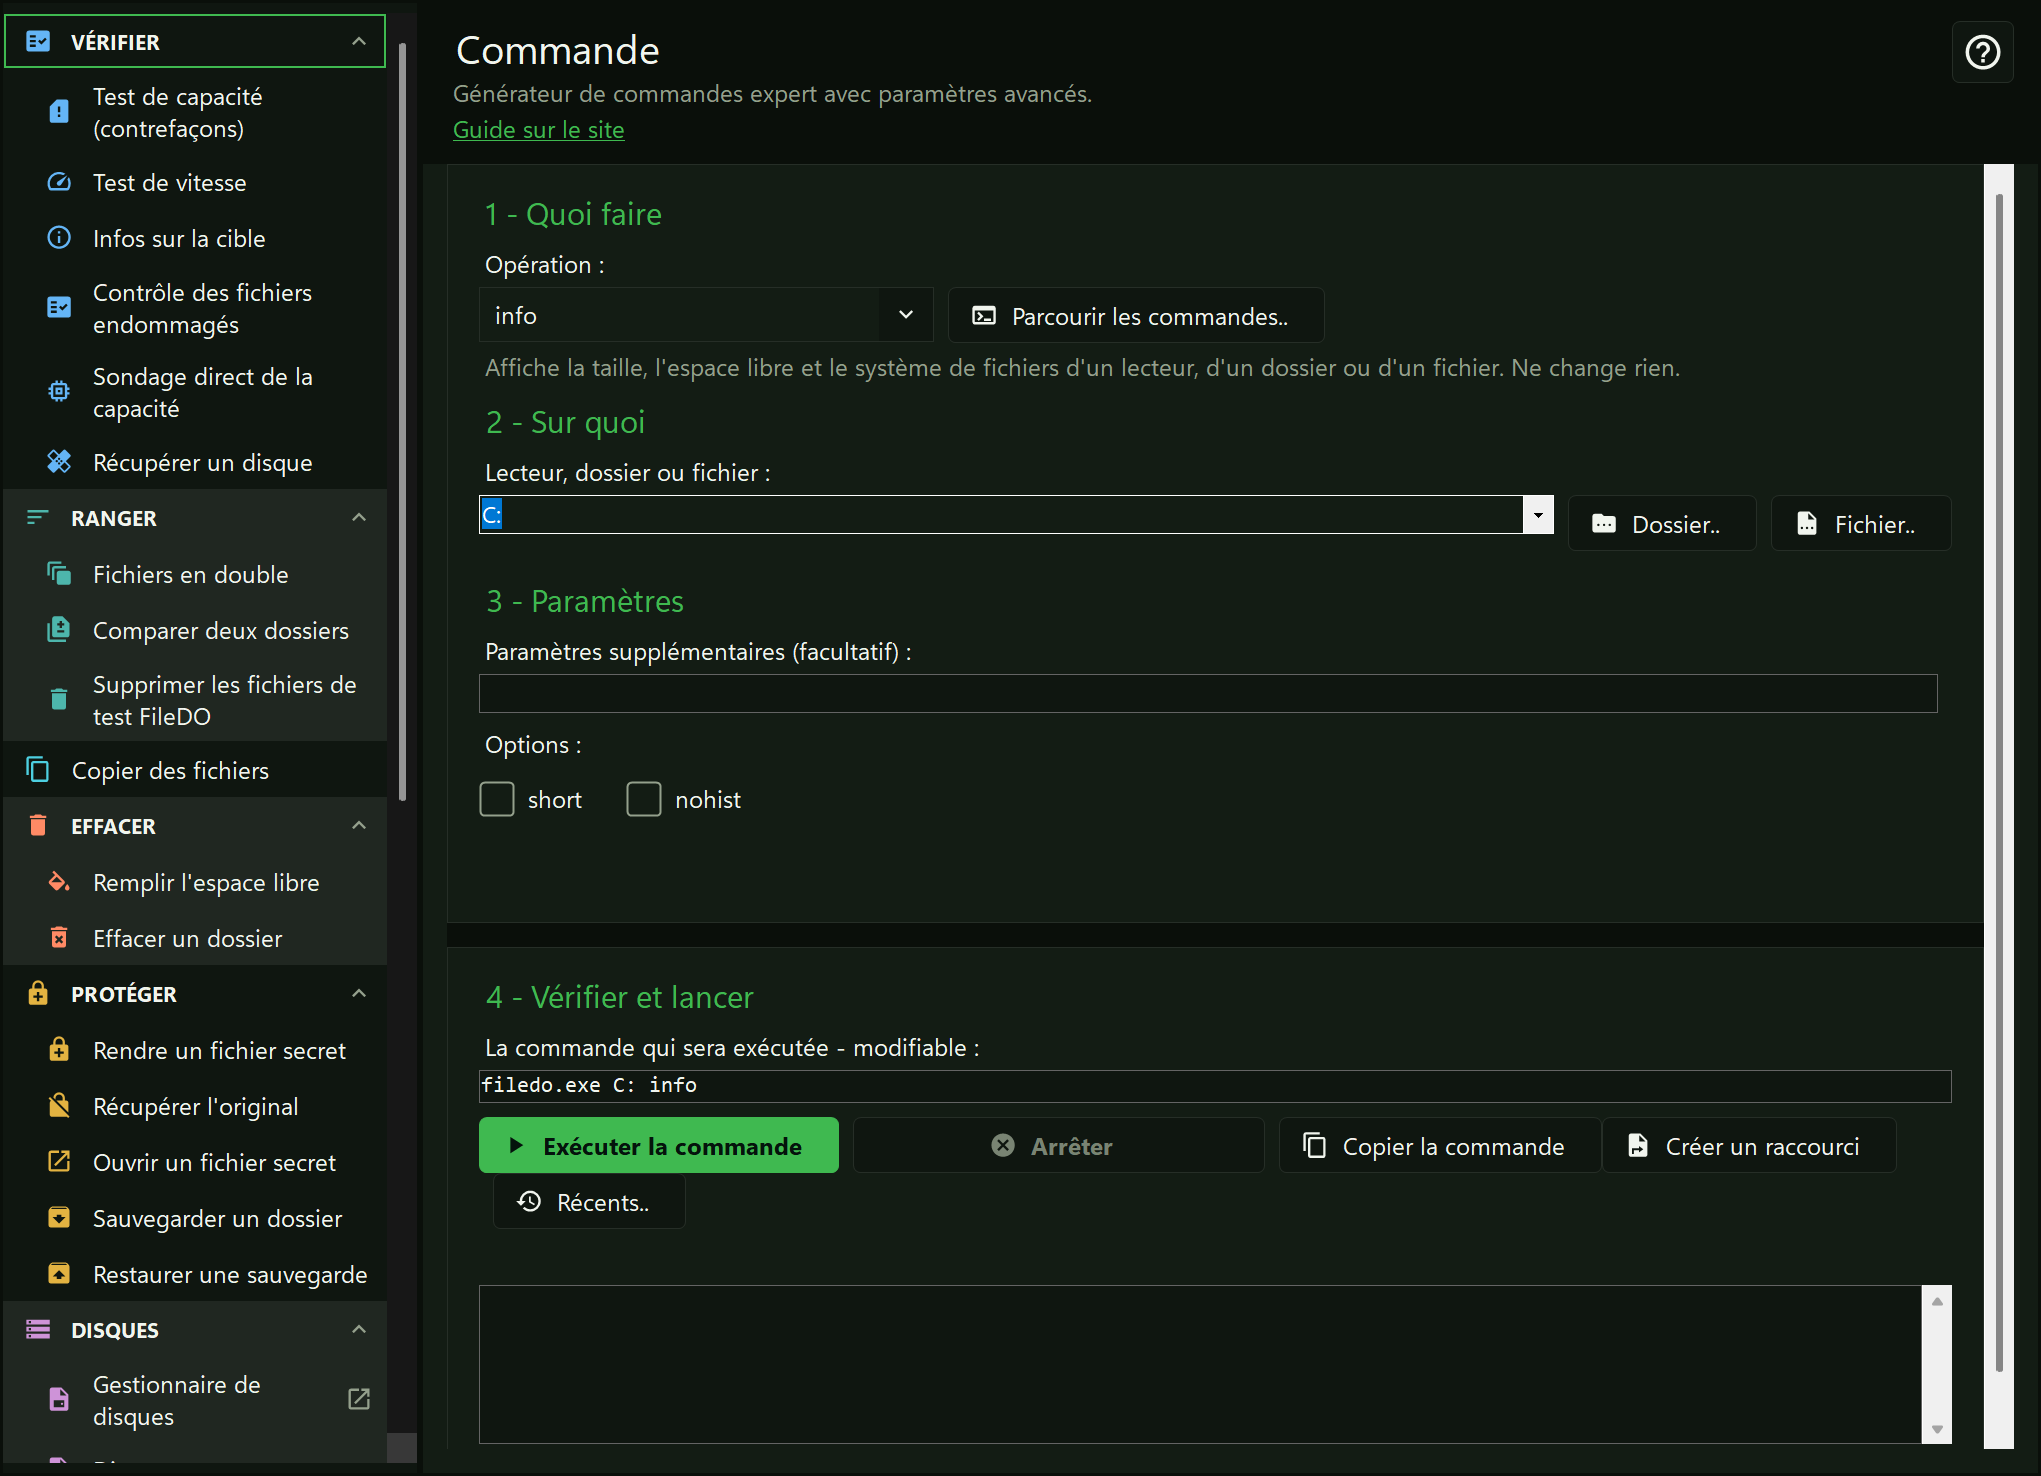 VÉRIFIER
Test de capacité
(contrefaçons)
Test de vitesse
Infos sur la cible
Contrôle des fichiers
endommagés
Sondage direct de la
capacité
Récupérer un disque
RANGER
Fichiers en double
Comparer deux dossiers
Supprimer les fichiers de
test FileDO
Copier des fichiers
EFFACER
Remplir l'espace libre
Effacer un dossier
PROTÉGER
Rendre un fichier secret
Récupérer l'original
Ouvrir un fichier secret
Sauvegarder un dossier
Restaurer une sauvegarde
DISQUES
Gestionnaire de
disques
Commande
Générateur de commandes expert avec paramètres avancés.
Guide sur le site
1 - Quoi faire
Opération :
info
Parcourir les commandes..
Affiche la taille, l'espace libre et le système de fichiers d'un lecteur, d'un dossier ou d'un fichier. Ne change rien.
2 - Sur quoi
Lecteur, dossier ou fichier :
C:
Dossier..
Fichier..
3 - Paramètres
Paramètres supplémentaires (facultatif) :
Options :
short
nohist
4 - Vérifier et lancer
La commande qui sera exécutée - modifiable :
filedo.exe C: info
Exécuter la commande
Arrêter
Copier la commande
Créer un raccourci
Récents..